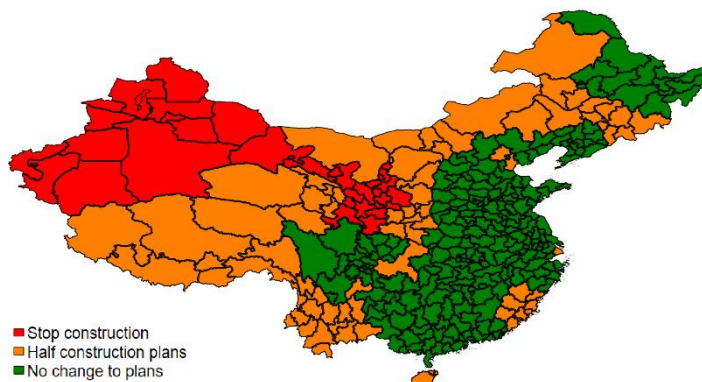 Stop construction
Half construction plans
No change to plans